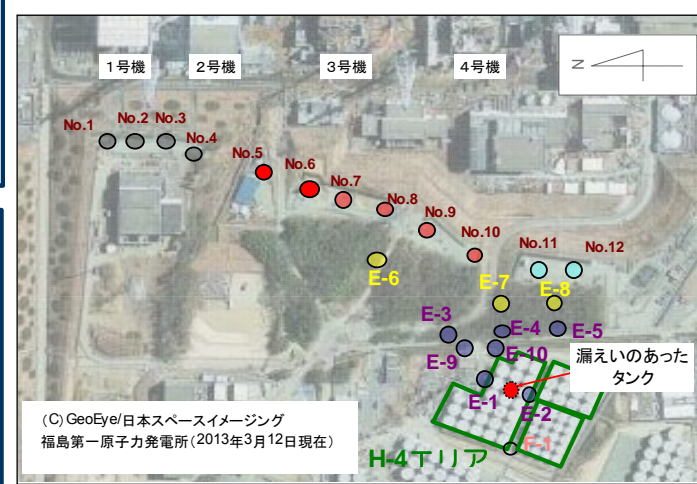 1号機
2号機
3号機
4号機
N
No.1
No.2
No.3
No.4
No.5
No.6
No.7
No.8
No.9
No.10
No.11
No.12
E-6
E-7
E-8
E-3
E-4
E-5
E-9
E-10
漏えいのあった
タンク
E-1
E-2
F-1
H-4エリア
(C)GeoEye/日本スペースイメージング
福島第一原子力発電所(2013年3月12日現在)